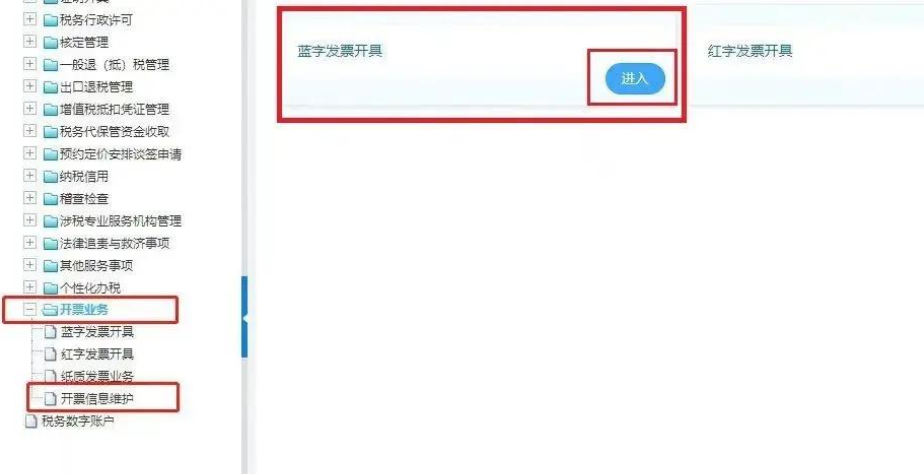 税务行政许可
核定管理
一般退（抵）税管理
出口退税管理
增值税抵扣凭证管理
税务代保管资金收取
预约定价安排谈签申请
纳税信用
稽查检查
涉税专业服务机构管理
法律追责与救济事项
其他服务事项
个性化办税
开票业务
蓝字发票开具
红字发票开具
纸质发票业务
开票信息维护
税务数字账户
蓝字发票开具
进入
红字发票开具